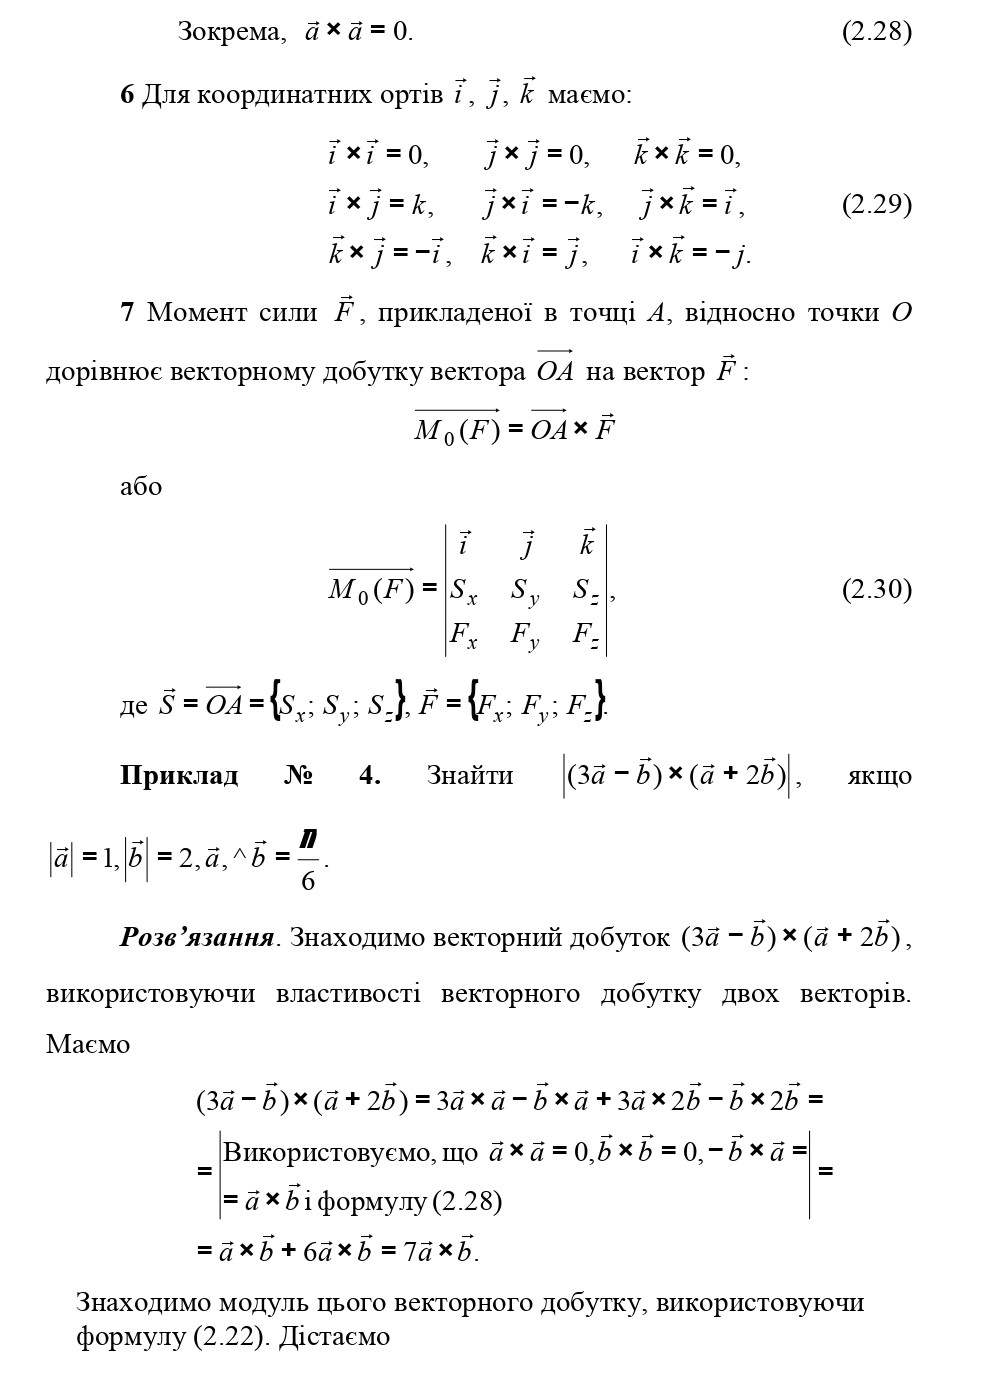 Зокрема, $\vec{a} \times \vec{a} = 0.$ (2.28)
6 Для координатних ортів $\vec{i}, \vec{j}, \vec{k}$ маємо:
$\vec{i} \times \vec{i} = 0, \quad \vec{j} \times \vec{j} = 0, \quad \vec{k} \times \vec{k} = 0,$
$\vec{i} \times \vec{j} = k, \quad \vec{j} \times \vec{i} = -k, \quad \vec{j} \times \vec{k} = \vec{i},$ (2.29)
$\vec{k} \times \vec{j} = -\vec{i}, \quad \vec{k} \times \vec{i} = \vec{j}, \quad \vec{i} \times \vec{k} = -j.$
7 Момент сили $\vec{F}$, прикладеної в точці A, відносно точки O
дорівнює векторному добутку вектора $\overrightarrow{OA}$ на вектор $\vec{F}$:
$\overrightarrow{M_0(F)} = \overrightarrow{OA} \times \vec{F}$
або
$\overrightarrow{M_0(F)} = \begin{vmatrix} \vec{i} & \vec{j} & \vec{k} \\ S_x & S_y & S_z \\ F_x & F_y & F_z \end{vmatrix},$ (2.30)
де $\vec{S} = \overrightarrow{OA} = \{S_x; S_y; S_z\}, \vec{F} = \{F_x; F_y; F_z\}.$
Приклад № 4. Знайти $\left|(3\vec{a} - \vec{b}) \times (\vec{a} + 2\vec{b})\right|$, якщо
$|\vec{a}| = 1, |\vec{b}| = 2, \vec{a},\wedge \vec{b} = \frac{\pi}{6}.$
Розв’язання. Знаходимо векторний добуток $(3\vec{a} - \vec{b}) \times (\vec{a} + 2\vec{b})$,
використовуючи властивості векторного добутку двох векторів.
Маємо
$(3\vec{a} - \vec{b}) \times (\vec{a} + 2\vec{b}) = 3\vec{a} \times \vec{a} - \vec{b} \times \vec{a} + 3\vec{a} \times 2\vec{b} - \vec{b} \times 2\vec{b} =$
= | Використовуємо, що $\vec{a} \times \vec{a} = 0, \vec{b} \times \vec{b} = 0, -\vec{b} \times \vec{a} =$ | =
$= \vec{a} \times \vec{b}$ і формулу (2.28)
$= \vec{a} \times \vec{b} + 6\vec{a} \times \vec{b} = 7\vec{a} \times \vec{b}.$
Знаходимо модуль цього векторного добутку, використовуючи
формулу (2.22). Дістаємо